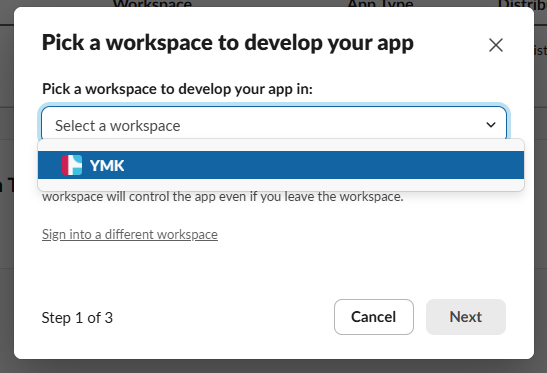 Workspace
App Type
Distrib
Pick a workspace to develop your app
ist
Pick a workspace to develop your app in:
Select a workspace
YMK
workspace will control the app even if you leave the workspace.
Sign into a different workspace
Step 1 of 3
Cancel
Next